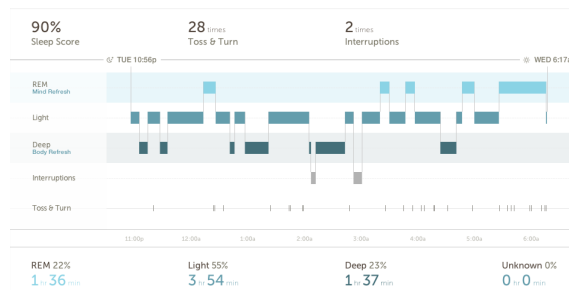 90%
Sleep Score
28 times
Toss & Turn
2 times
Interruptions
TUE 10:56p
WED 6:17a
REM
Mind Refresh
Light
Deep
Body Refresh
Interruptions
Toss & Turn
11:00p 12:00a 1:00a 2:00a 3:00a 4:00a 5:00a 6:00a
REM 22%
1 hr 36 min
Light 55%
3 hr 54 min
Deep 23%
1 hr 37 min
Unknown 0%
0 hr 0 min